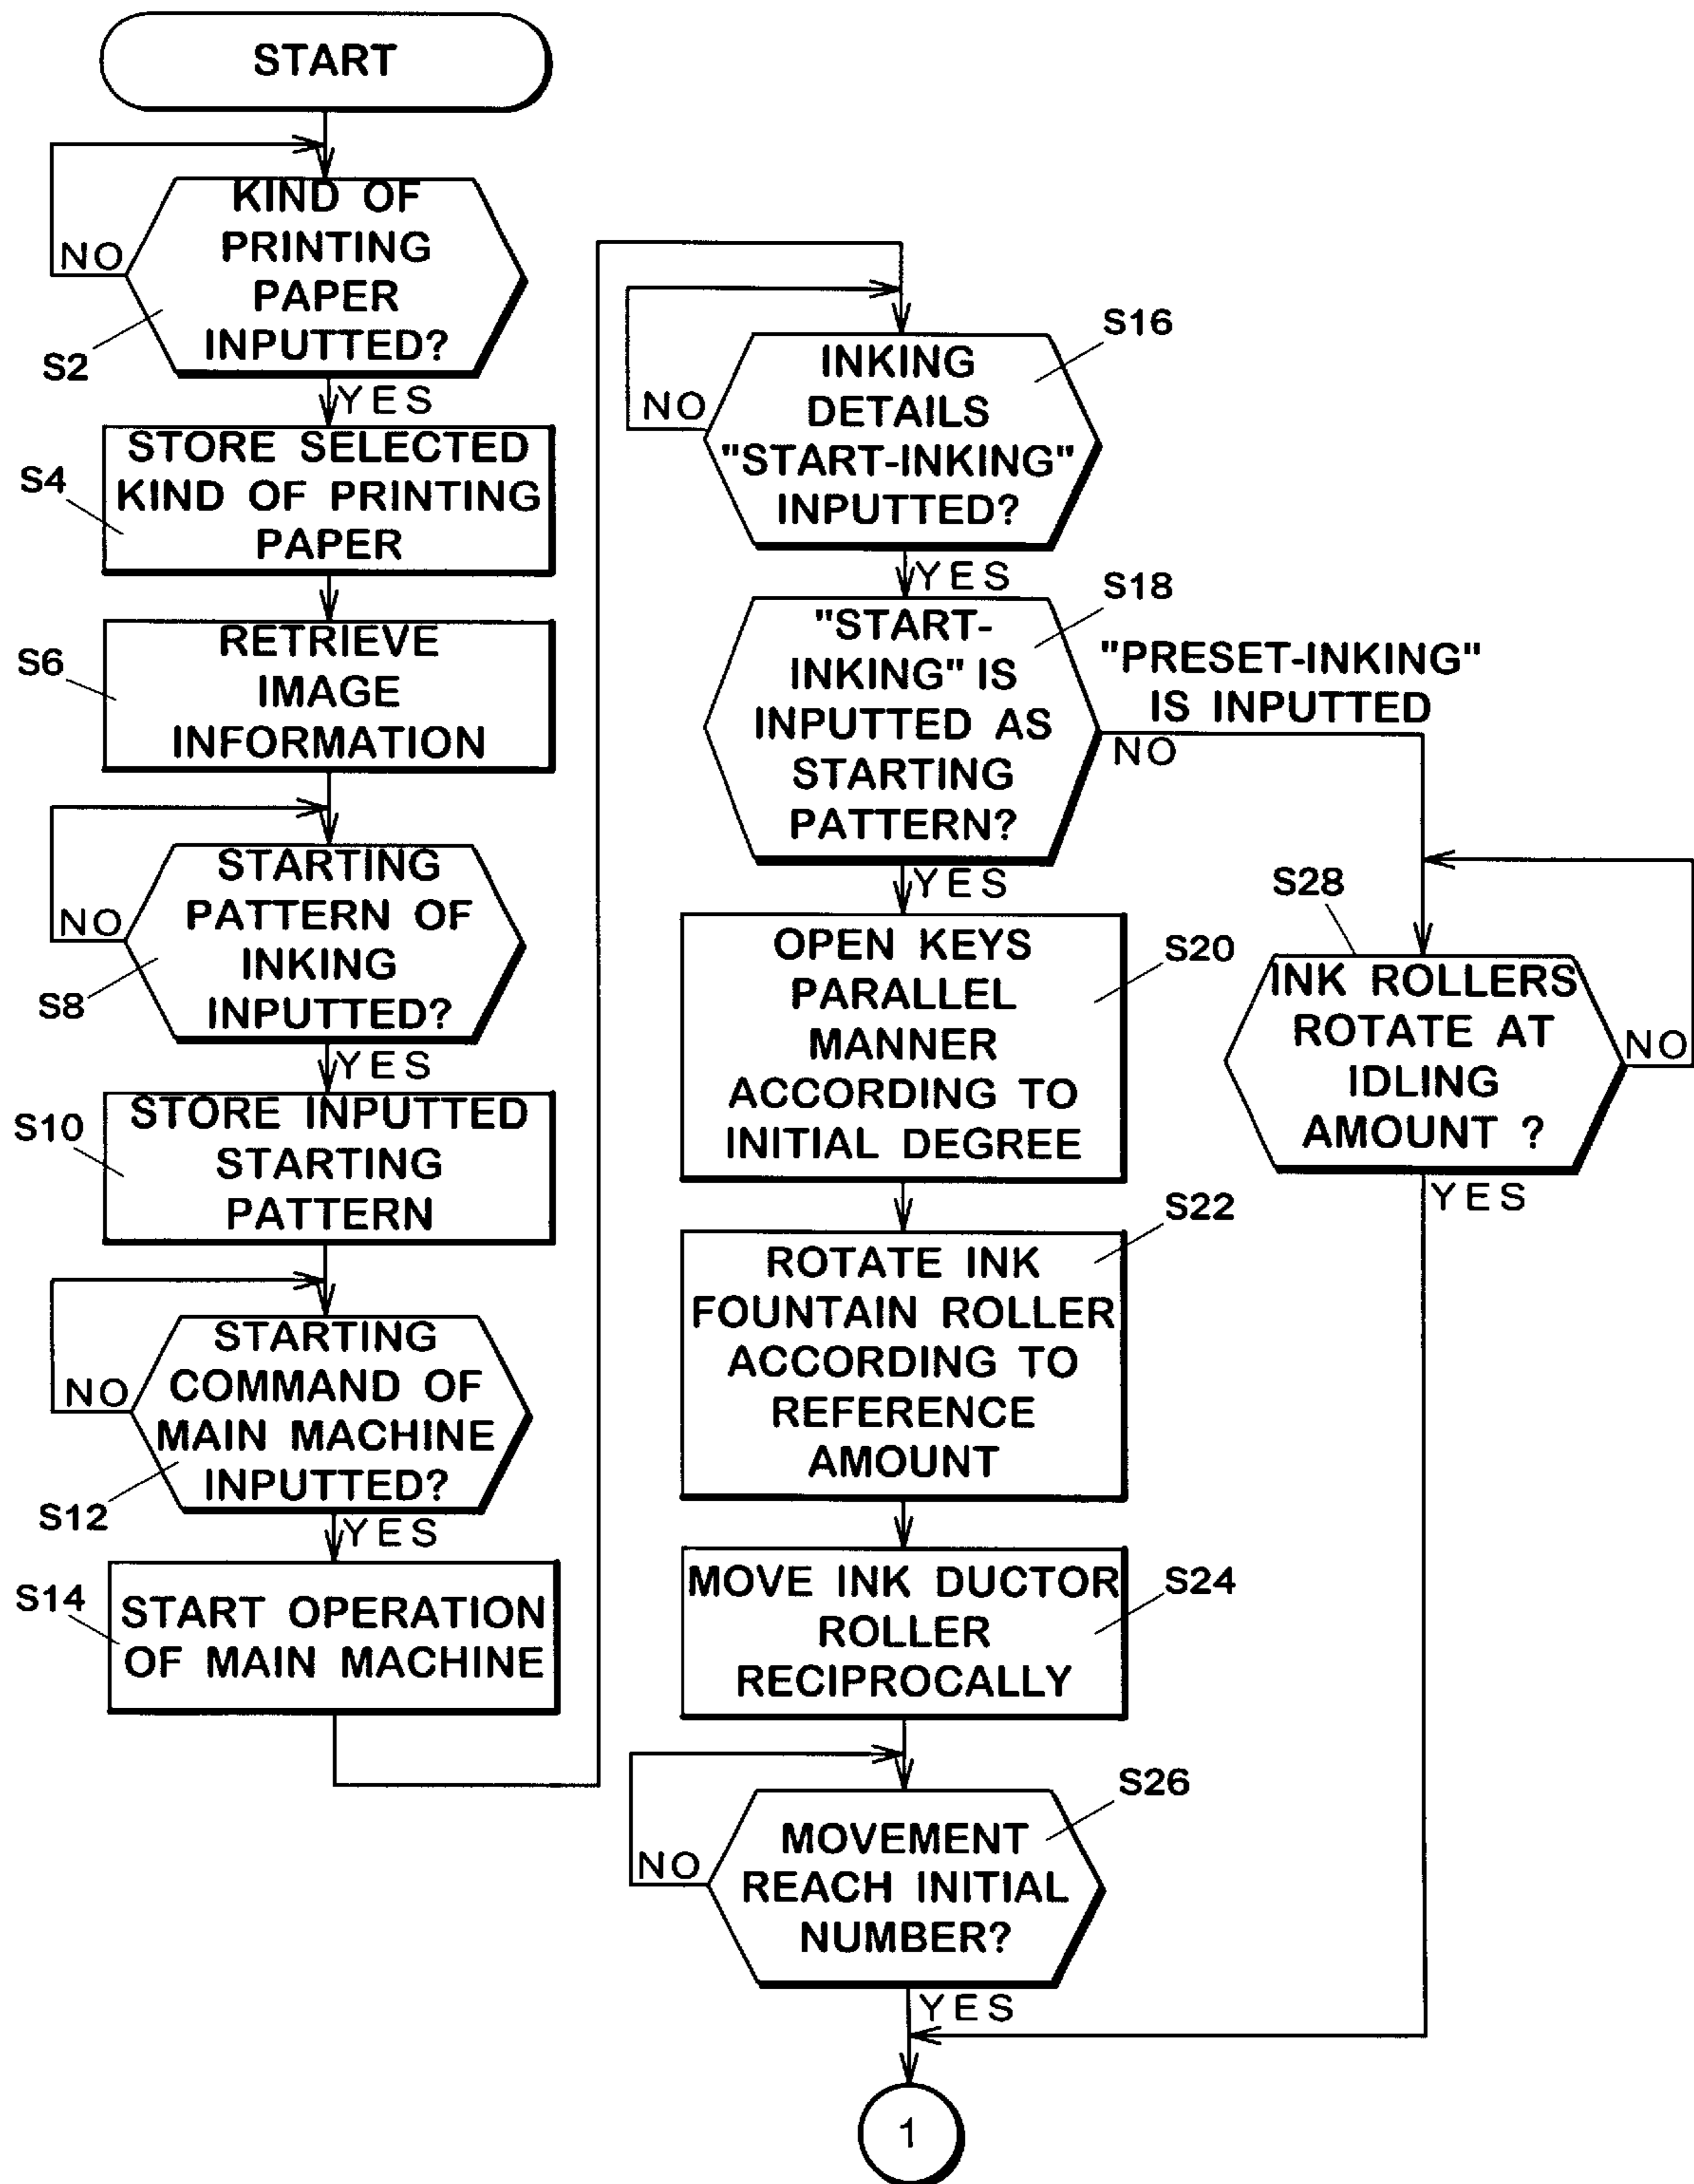 START
KIND OF
PRINTING
PAPER
INPUTTED?
NO
S2
YES
STORE SELECTED
KIND OF PRINTING
PAPER
S4
RETRIEVE
IMAGE
INFORMATION
S6
STARTING
PATTERN OF
INKING
INPUTTED?
NO
S8
YES
STORE INPUTTED
STARTING
PATTERN
S10
STARTING
COMMAND OF
MAIN MACHINE
INPUTTED?
NO
S12
YES
START OPERATION
OF MAIN MACHINE
S14
INKING
DETAILS
"START-INKING"
INPUTTED?
S16
NO
YES
"START-
INKING" IS
INPUTTED AS
STARTING
PATTERN?
S18
"PRESET-INKING"
IS INPUTTED
NO
YES
OPEN KEYS
PARALLEL
MANNER
ACCORDING TO
INITIAL DEGREE
S20
ROTATE INK
FOUNTAIN ROLLER
ACCORDING TO
REFERENCE
AMOUNT
S22
MOVE INK DUCTOR
ROLLER
RECIPROCALLY
S24
MOVEMENT
REACH INITIAL
NUMBER?
S26
NO
YES
S28
INK ROLLERS
ROTATE AT
IDLING
AMOUNT ?
NO
YES
1